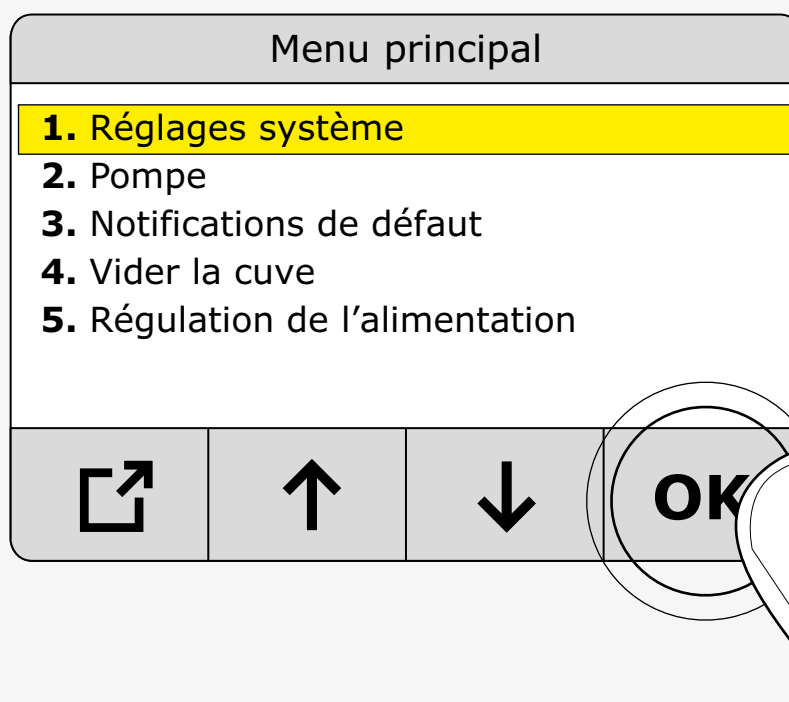 Menu principal
1. Réglages système
2. Pompe
3. Notifications de défaut
4. Vider la cuve
5. Régulation de l’alimentation
OK